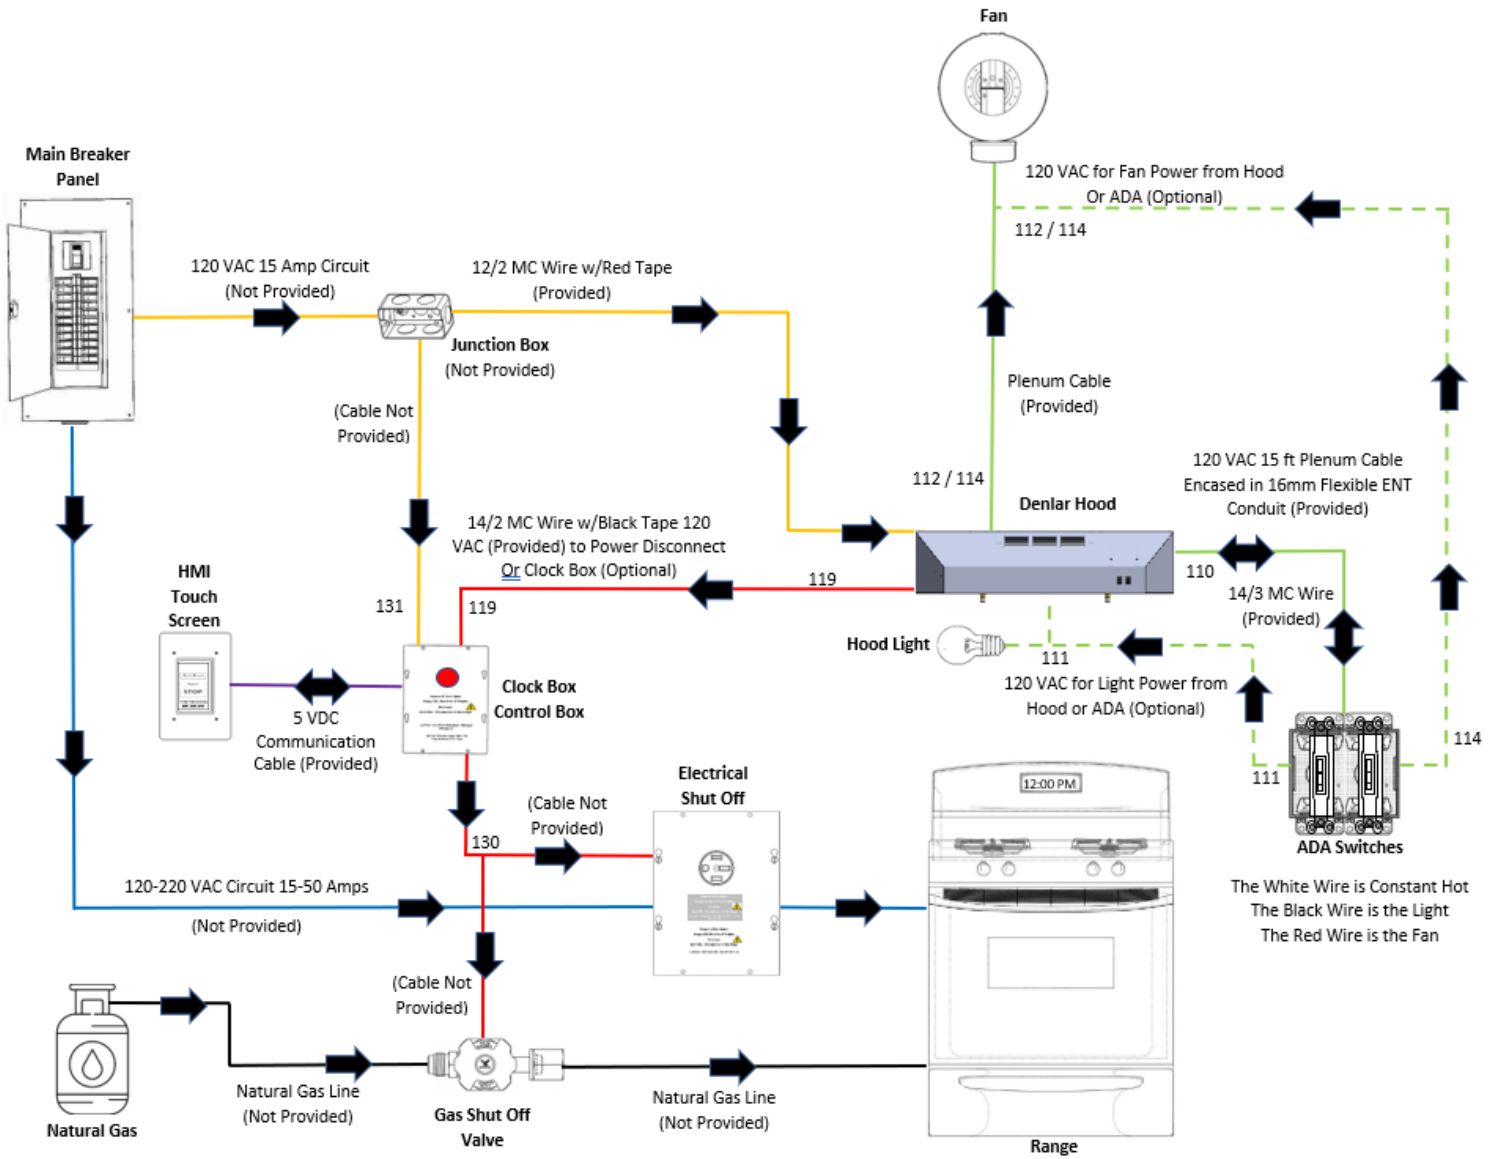 Fan
Main Breaker
Panel
120 VAC for Fan Power from Hood
Or ADA (Optional)
112 / 114
120 VAC 15 Amp Circuit
(Not Provided)
12/2 MC Wire w/Red Tape
(Provided)
Junction Box
(Not Provided)
Plenum Cable
(Provided)
(Cable Not
Provided)
112 / 114
Denlar Hood
120 VAC 15 ft Plenum Cable
Encased in 16mm Flexible ENT
Conduit (Provided)
14/2 MC Wire w/Black Tape 120
VAC (Provided) to Power Disconnect
Or Clock Box (Optional)
HMI
Touch
Screen
131
119
119
110
14/3 MC Wire
(Provided)
Hood Light
111
120 VAC for Light Power from
Hood or ADA (Optional)
STOP
Clock Box
Control Box
5 VDC
Communication
Cable (Provided)
114
111
Electrical
Shut Off
(Cable Not
Provided)
130
12:00 PM
ADA Switches
The White Wire is Constant Hot
The Black Wire is the Light
The Red Wire is the Fan
120-220 VAC Circuit 15-50 Amps
(Not Provided)
(Cable Not
Provided)
Natural Gas Line
(Not Provided)
Natural Gas
Gas Shut Off
Valve
Natural Gas Line
(Not Provided)
Range